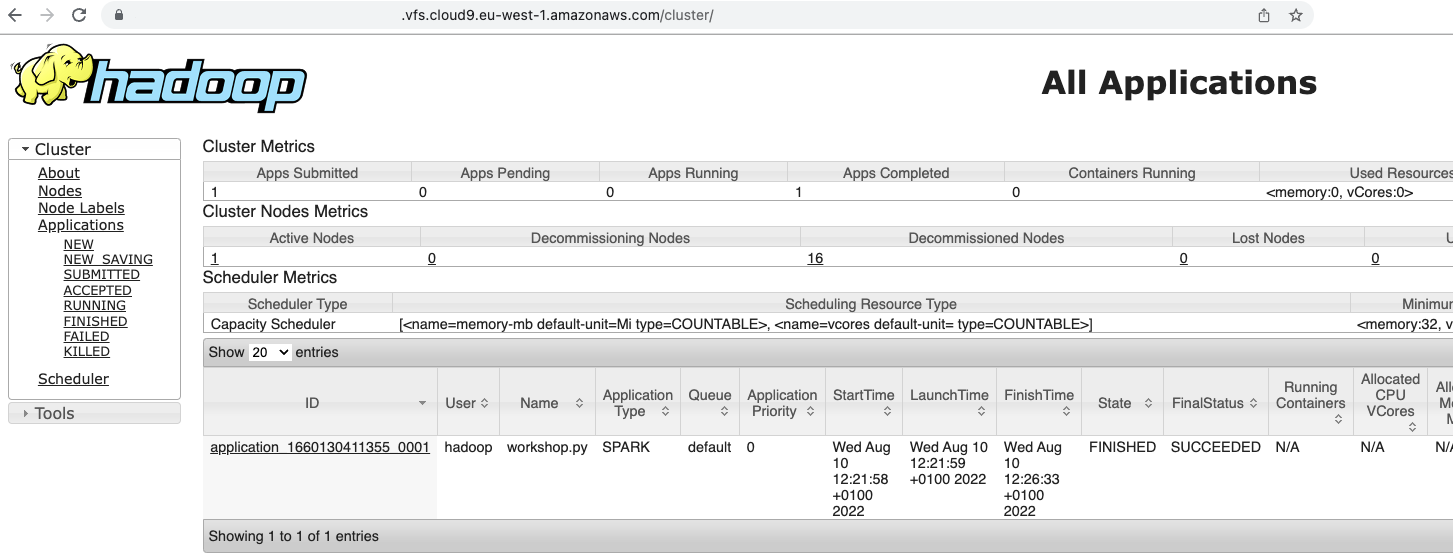 .vfs.cloud9.eu-west-1.amazonaws.com/cluster/
hadoop
All Applications
Cluster
About
Nodes
Node Labels
Applications
NEW
NEW_SAVING
SUBMITTED
ACCEPTED
RUNNING
FINISHED
FAILED
KILLED
Scheduler
Tools
Cluster Metrics
Apps Submitted Apps Pending Apps Running Apps Completed Containers Running Used Resources
1 0 0 1 0 <memory:0, vCores:0>
Cluster Nodes Metrics
Active Nodes Decommissioning Nodes Decommissioned Nodes Lost Nodes U
1 0 16 0 0
Scheduler Metrics
Scheduler Type Scheduling Resource Type Minimum
Capacity Scheduler [<name=memory-mb default-unit=Mi type=COUNTABLE>, <name=vcores default-unit= type=COUNTABLE>] <memory:32, v
Show 20 entries
ID User Name Application Type Queue Application Priority StartTime LaunchTime FinishTime State FinalStatus Running Containers Allocated CPU VCores
application_1660130411355_0001 hadoop workshop.py SPARK default 0 Wed Aug 10 12:21:58 +0100 2022 Wed Aug 10 12:21:59 +0100 2022 Wed Aug 10 12:26:33 +0100 2022 FINISHED SUCCEEDED N/A N/A N/A
Showing 1 to 1 of 1 entries